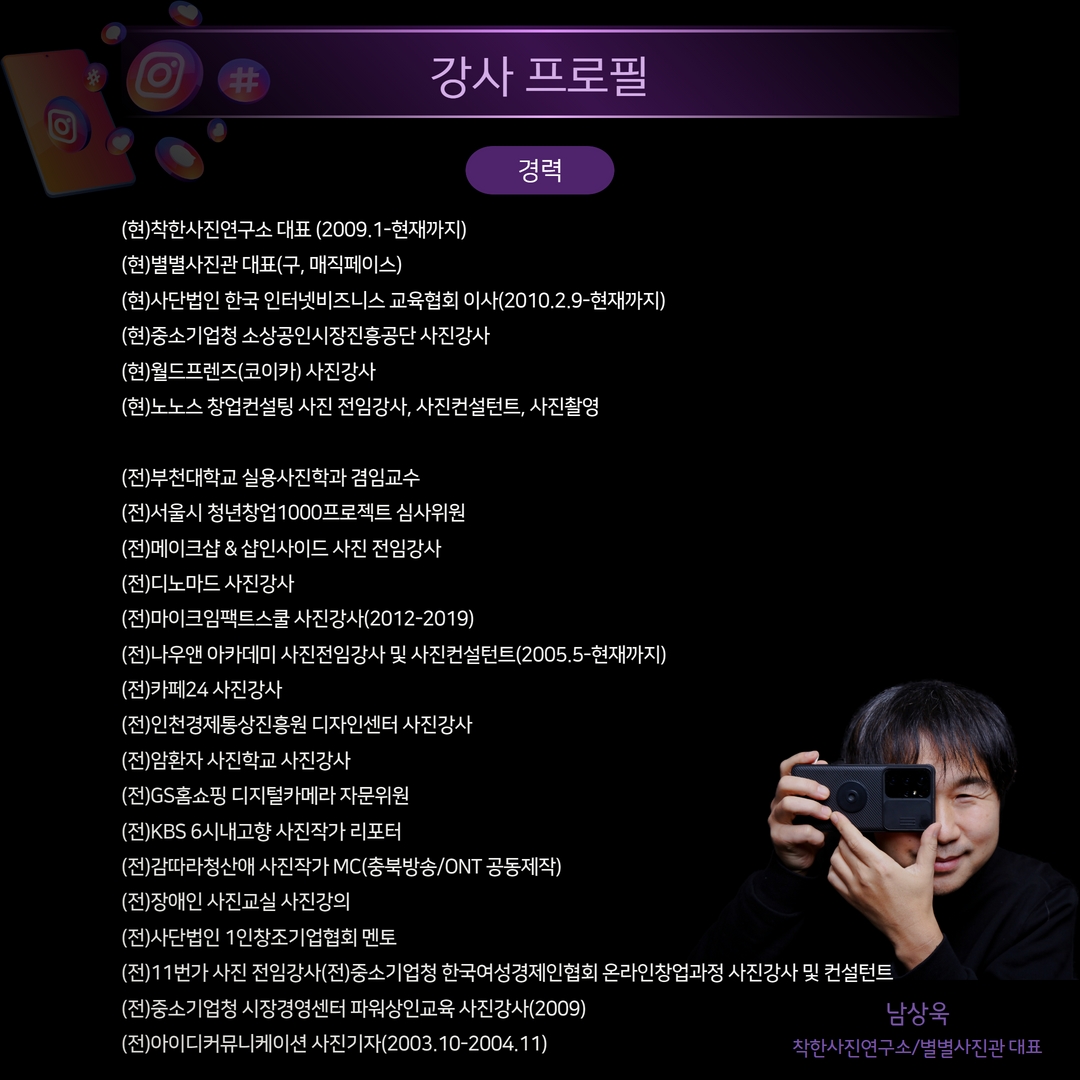 강사 프로필
경력
(현)착한사진연구소 대표 (2009.1-현재까지)
(현)별별사진관 대표(구, 매직페이스)
(현)사단법인 한국 인터넷비즈니스 교육협회 이사(2010.2.9-현재까지)
(현)중소기업청 소상공인시장진흥공단 사진강사
(현)월드프렌즈(코이카) 사진강사
(현)노노스 창업컨설팅 사진 전임강사, 사진컨설턴트, 사진촬영
(전)부천대학교 실용사진학과 겸임교수
(전)서울시 청년창업1000프로젝트 심사위원
(전)메이크샵 & 샵인사이드 사진 전임강사
(전)디노마드 사진강사
(전)마이크임팩트스쿨 사진강사(2012-2019)
(전)나우앤 아카데미 사진전임강사 및 사진컨설턴트(2005.5-현재까지)
(전)카페24 사진강사
(전)인천경제통상진흥원 디자인센터 사진강사
(전)암환자 사진학교 사진강사
(전)GS홈쇼핑 디지털카메라 자문위원
(전)KBS 6시내고향 사진작가 리포터
(전)감따라청산애 사진작가 MC(충북방송/ONT 공동제작)
(전)장애인 사진교실 사진강의
(전)사단법인 1인창조기업협회 멘토
(전)11번가 사진 전임강사(전)중소기업청 한국여성경제인협회 온라인창업과정 사진강사 및 컨설턴트
(전)중소기업청 시장경영센터 파워상인교육 사진강사(2009)
(전)아이디커뮤니케이션 사진기자(2003.10-2004.11)
남상욱
착한사진연구소/별별사진관 대표